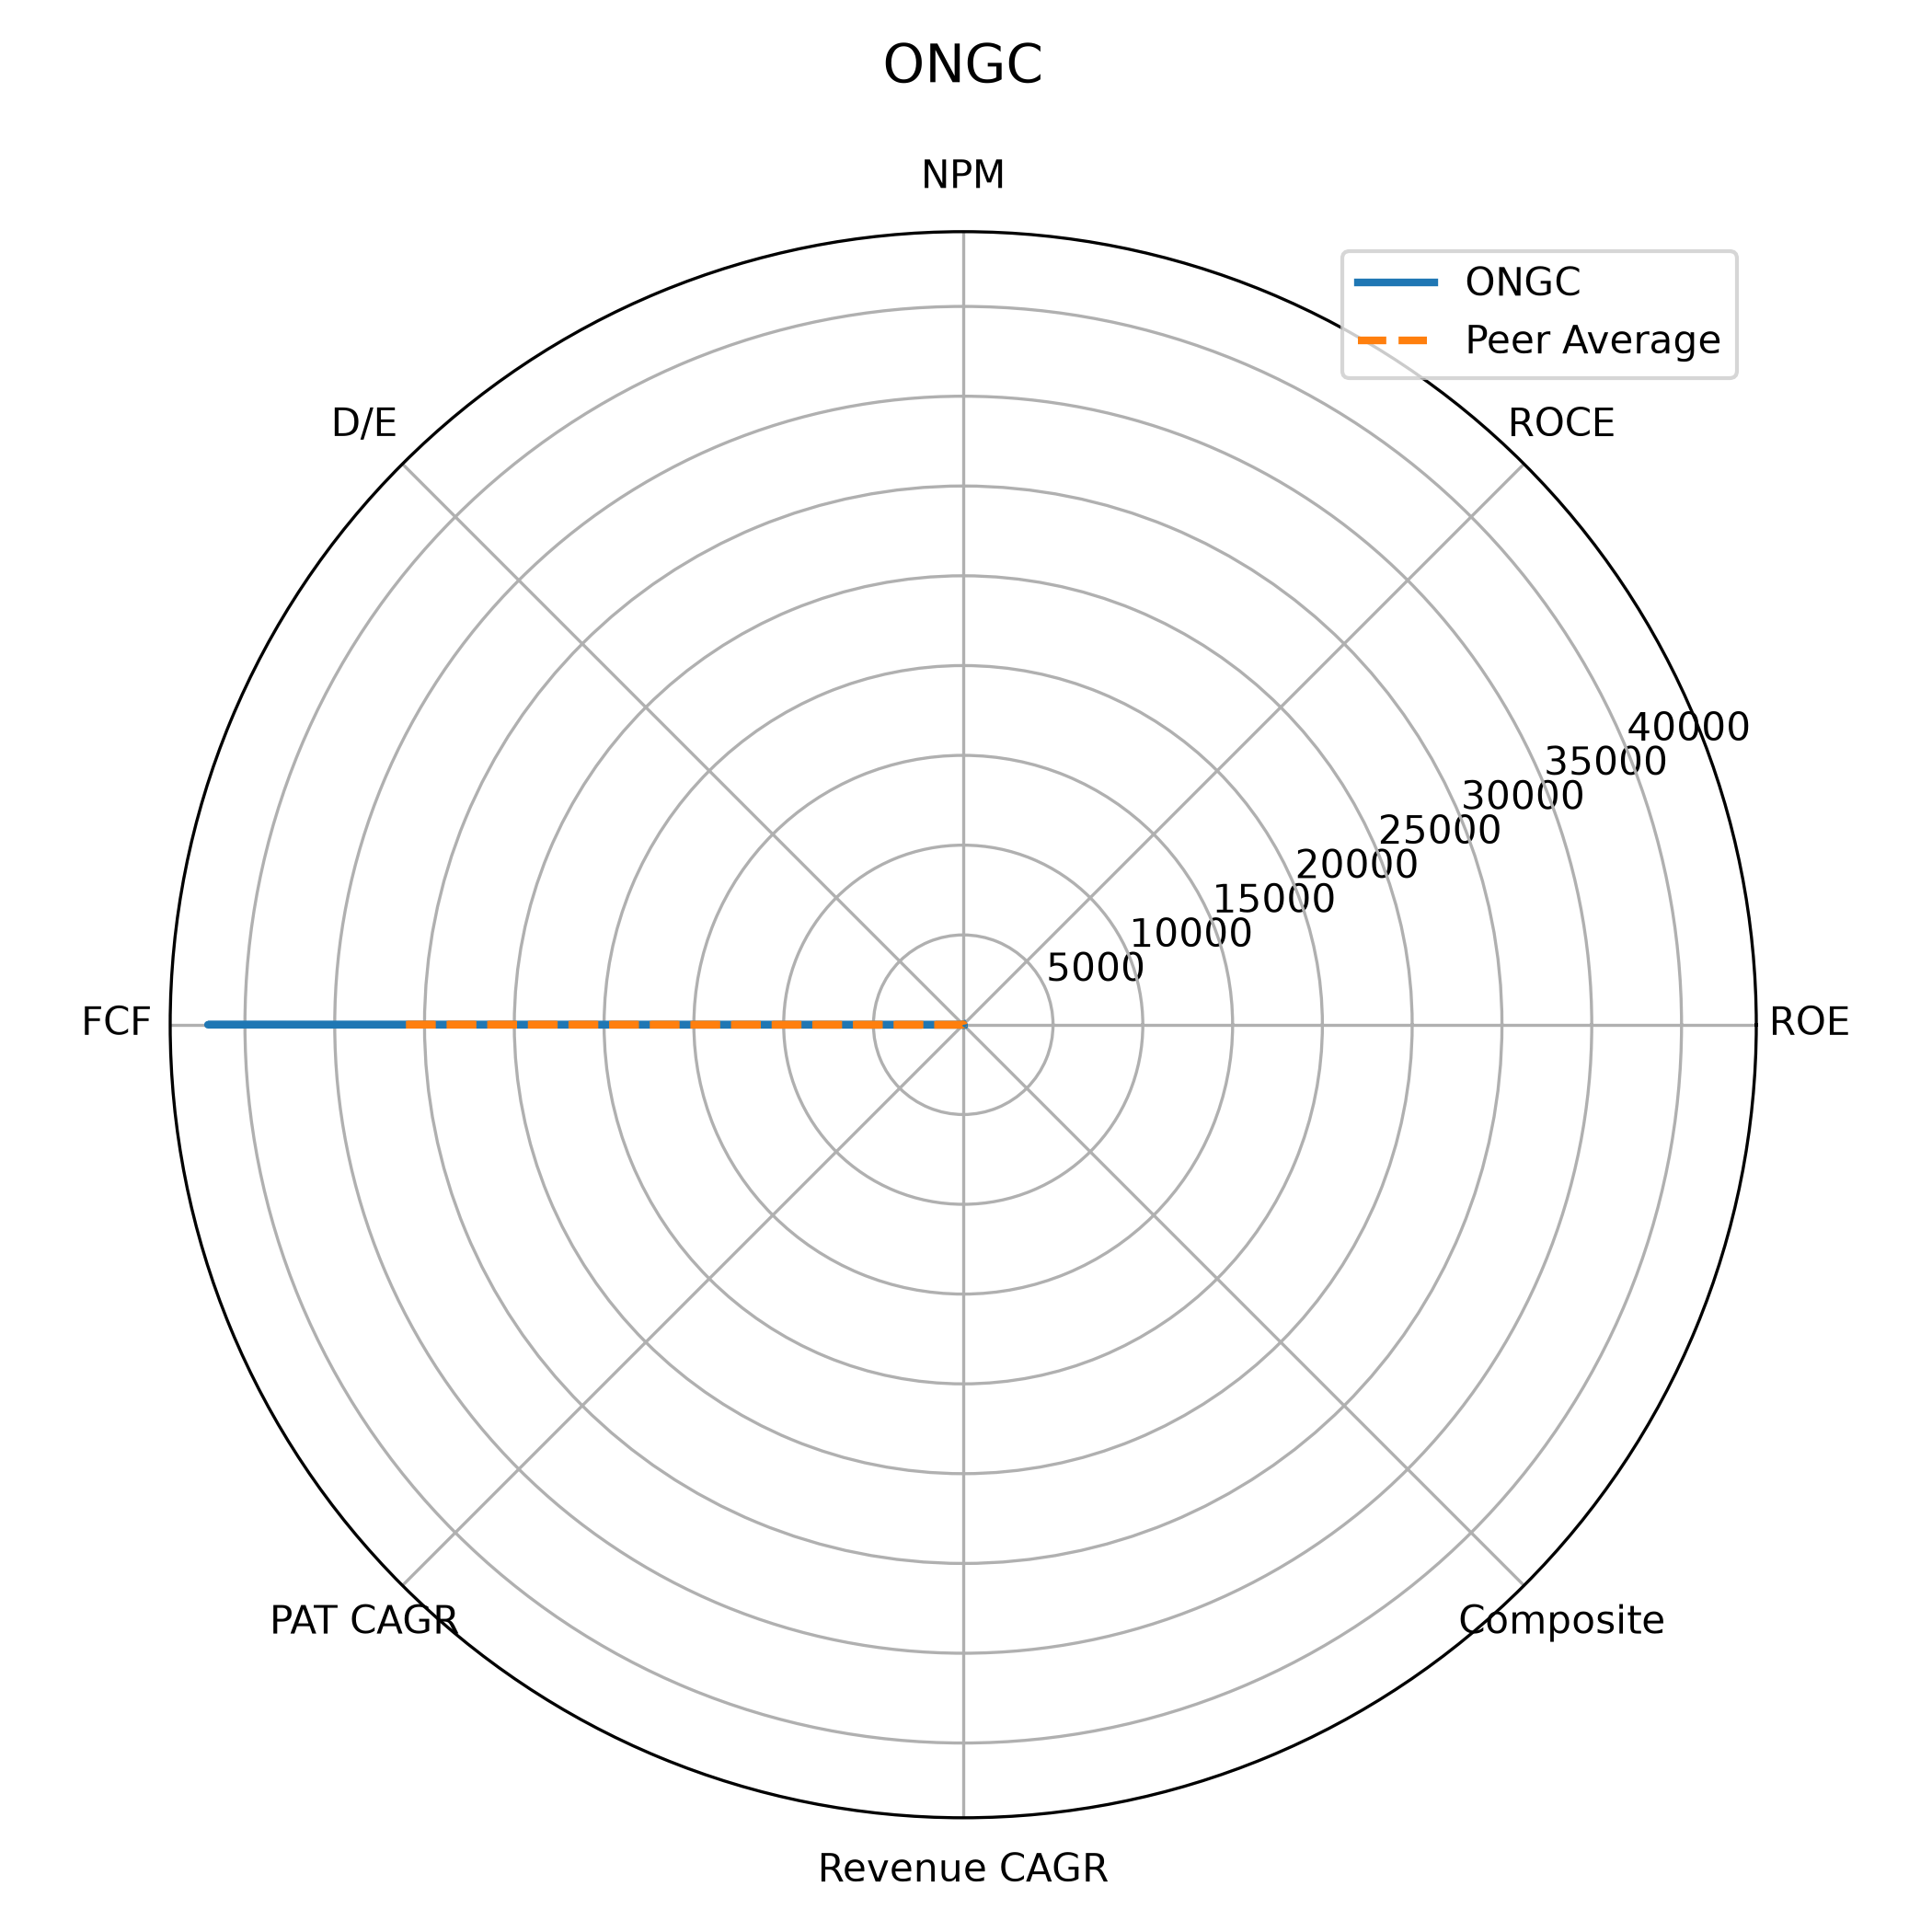 ONGC
NPM
ONGC
Peer Average
D/E
ROCE
40000
35000
30000
25000
20000
15000
10000
5000
FCF
ROE
PAT CAGR
Composite
Revenue CAGR